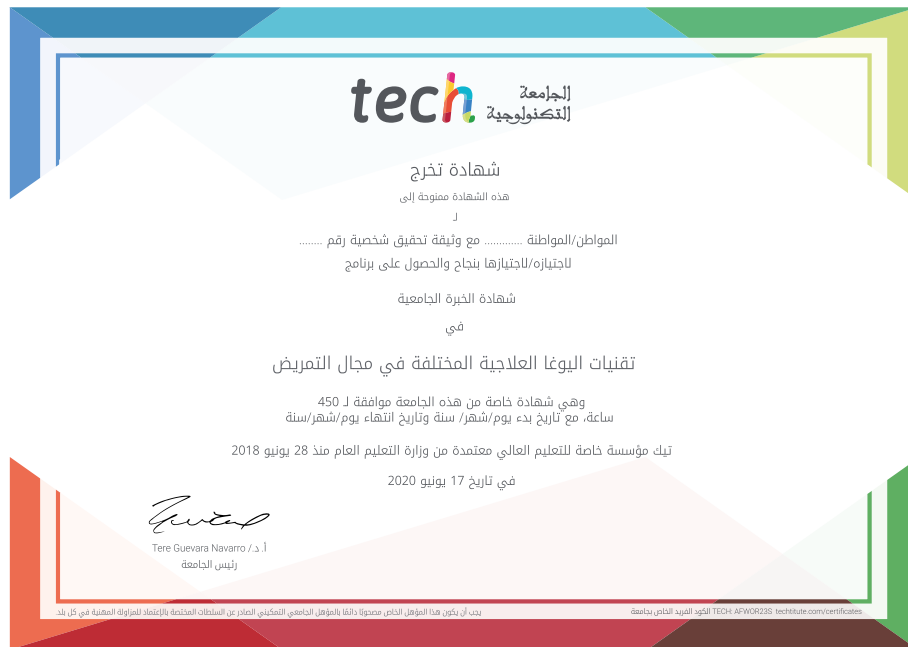 tech الجامعة
التكنولوجية
شهادة تخرج
هذه الشهادة ممنوحة إلى
لـ
المواطن/المواطنة ............. مع وثيقة تحقيق شخصية رقم ........
لاجتيازه/لاجتيازها بنجاح والحصول على برنامج
شهادة الخبرة الجامعية
في
تقنيات اليوغا العلاجية المختلفة في مجال التمريض
وهي شهادة خاصة من هذه الجامعة موافقة لـ 450
ساعة، مع تاريخ بدء يوم/شهر/ سنة وتاريخ انتهاء يوم/شهر/سنة
تيك مؤسسة خاصة للتعليم العالي معتمدة من وزارة التعليم العام منذ 28 يونيو 2018
في تاريخ 17 يونيو 2020
أ.د./ Tere Guevara Navarro
رئيس الجامعة
يجب أن يكون هذا المؤهل الخاص مصحوبًا دائمًا بالمؤهل الجامعي التمكيني الصادر عن السلطات المختصة بالإعتماد للمزاولة المهنية في كل بلد.
الكود الفريد الخاص بجامعة TECH: AFWOR23S techtitute.com/certificates